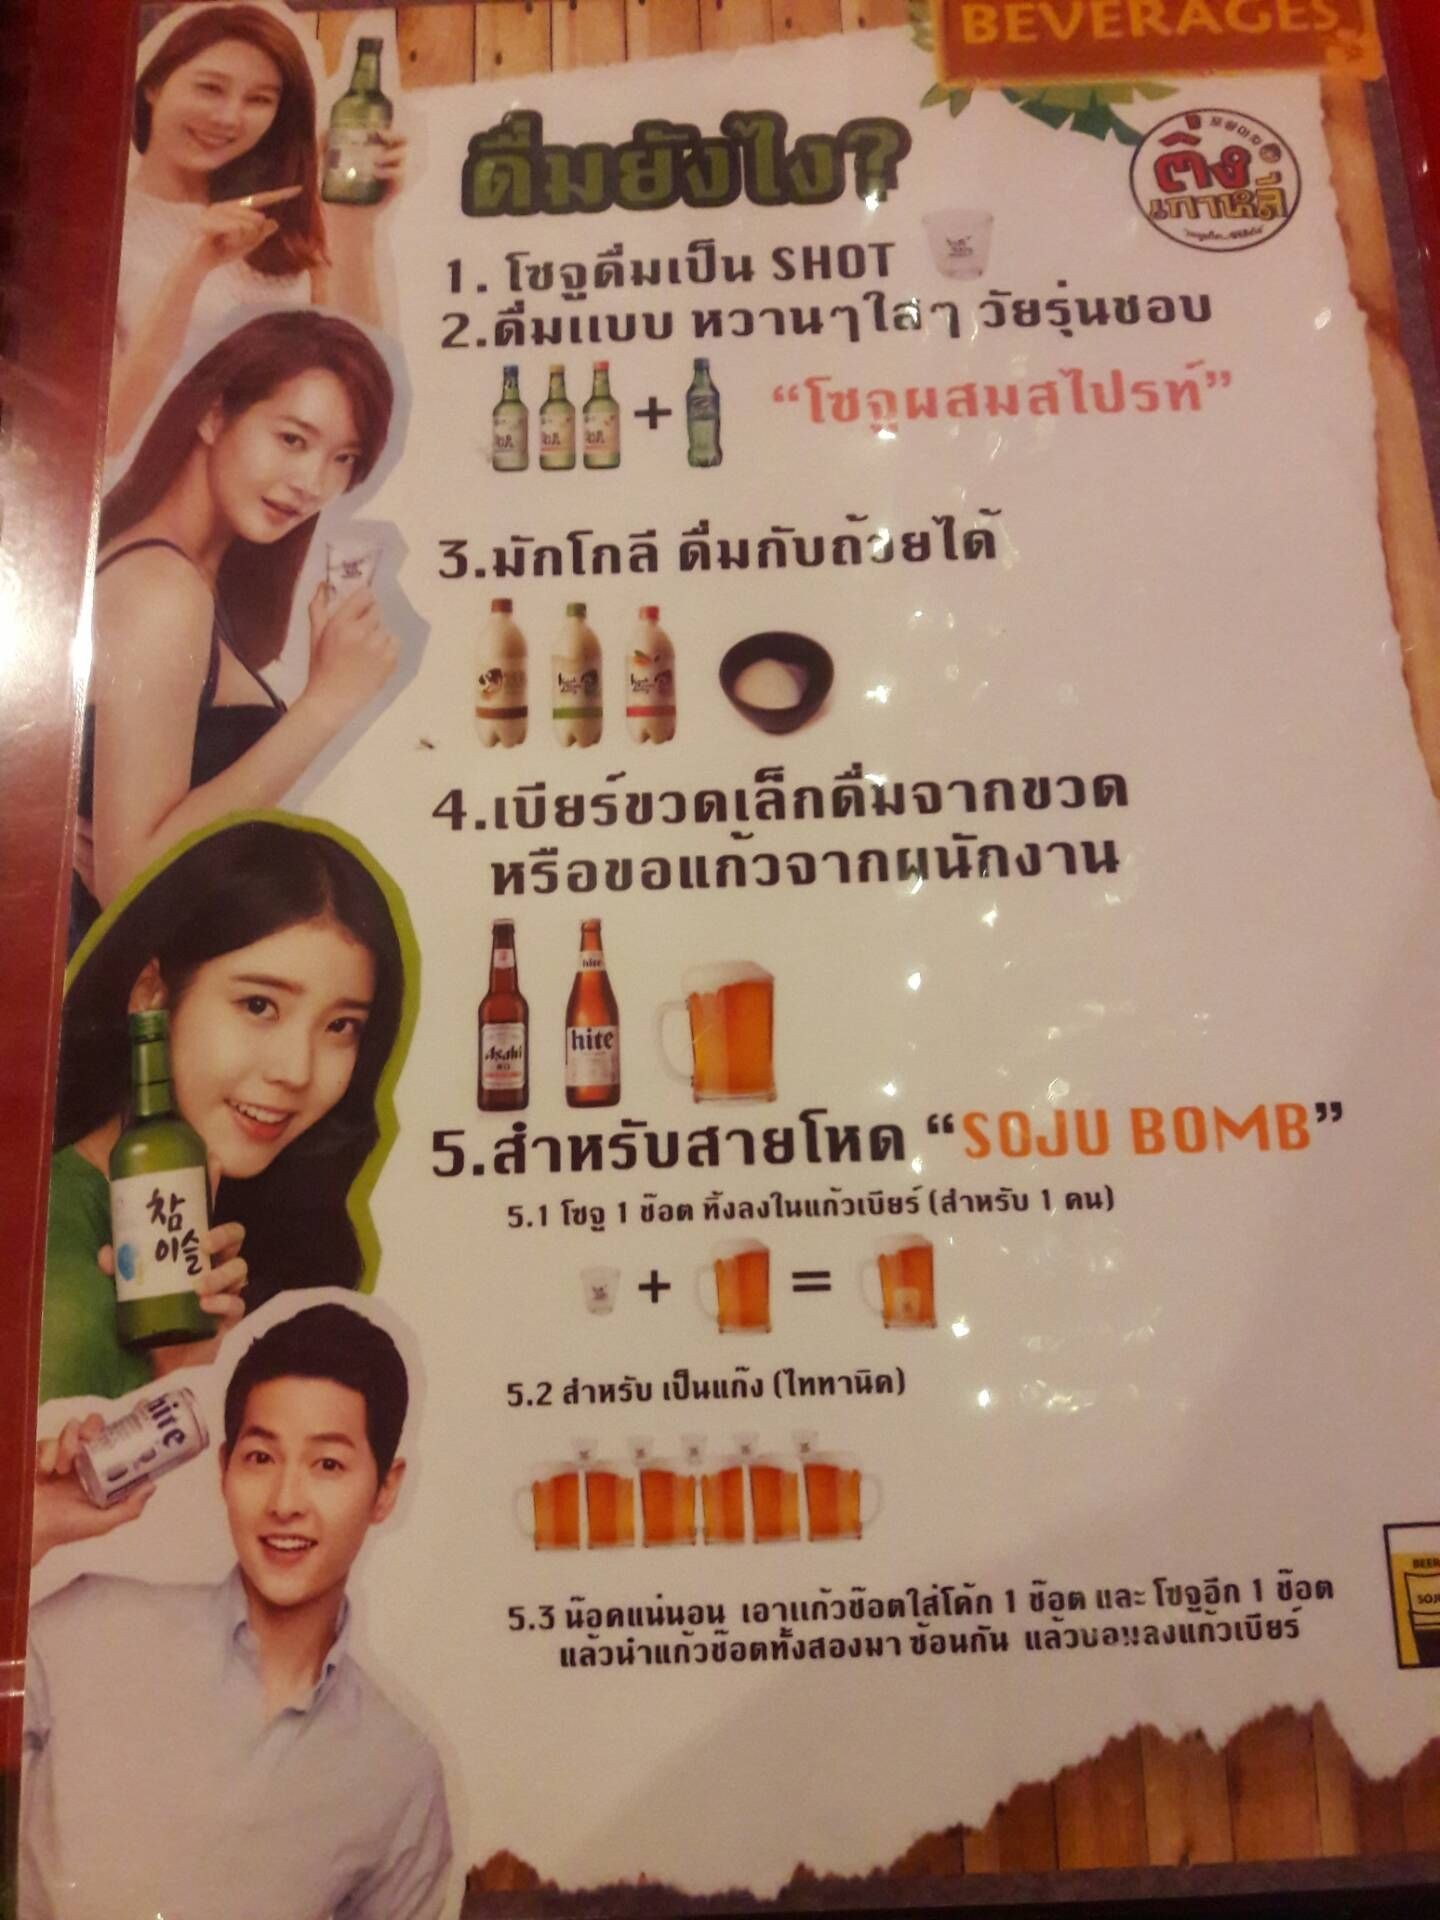 BEVERAGES
ดื่มยังไง?
포장마차
ติ่ง
เกาหลี
1. โซจูดื่มเป็น SHOT
2.ดื่มแบบ หวานๆใสๆ วัยรุ่นชอบ
+ “โซจูผสมสไปรท์”
3.มักโกลี ดื่มกับถ้วยได้
4.เบียร์ขวดเล็กดื่มจากขวด
หรือขอแก้วจากผนักงาน
hite
Asahi
hite
5.สำหรับสายโหด “SOJU BOMB”
5.1 โซจู 1 ช๊อต ทิ้งลงในแก้วเบียร์ (สำหรับ 1 คน)
+ =
참
이슬
5.2 สำหรับ เป็นแก๊ง (ไททานิค)
hite
5.3 น๊อคแน่นอน เอาแก้วช๊อตใส่โค้ก 1 ช๊อต และ โซจูอีก 1 ช๊อต
แล้วนำแก้วช๊อตทั้งสองมา ซ้อนกัน แล้วบอมลงแก้วเบียร์
BEER